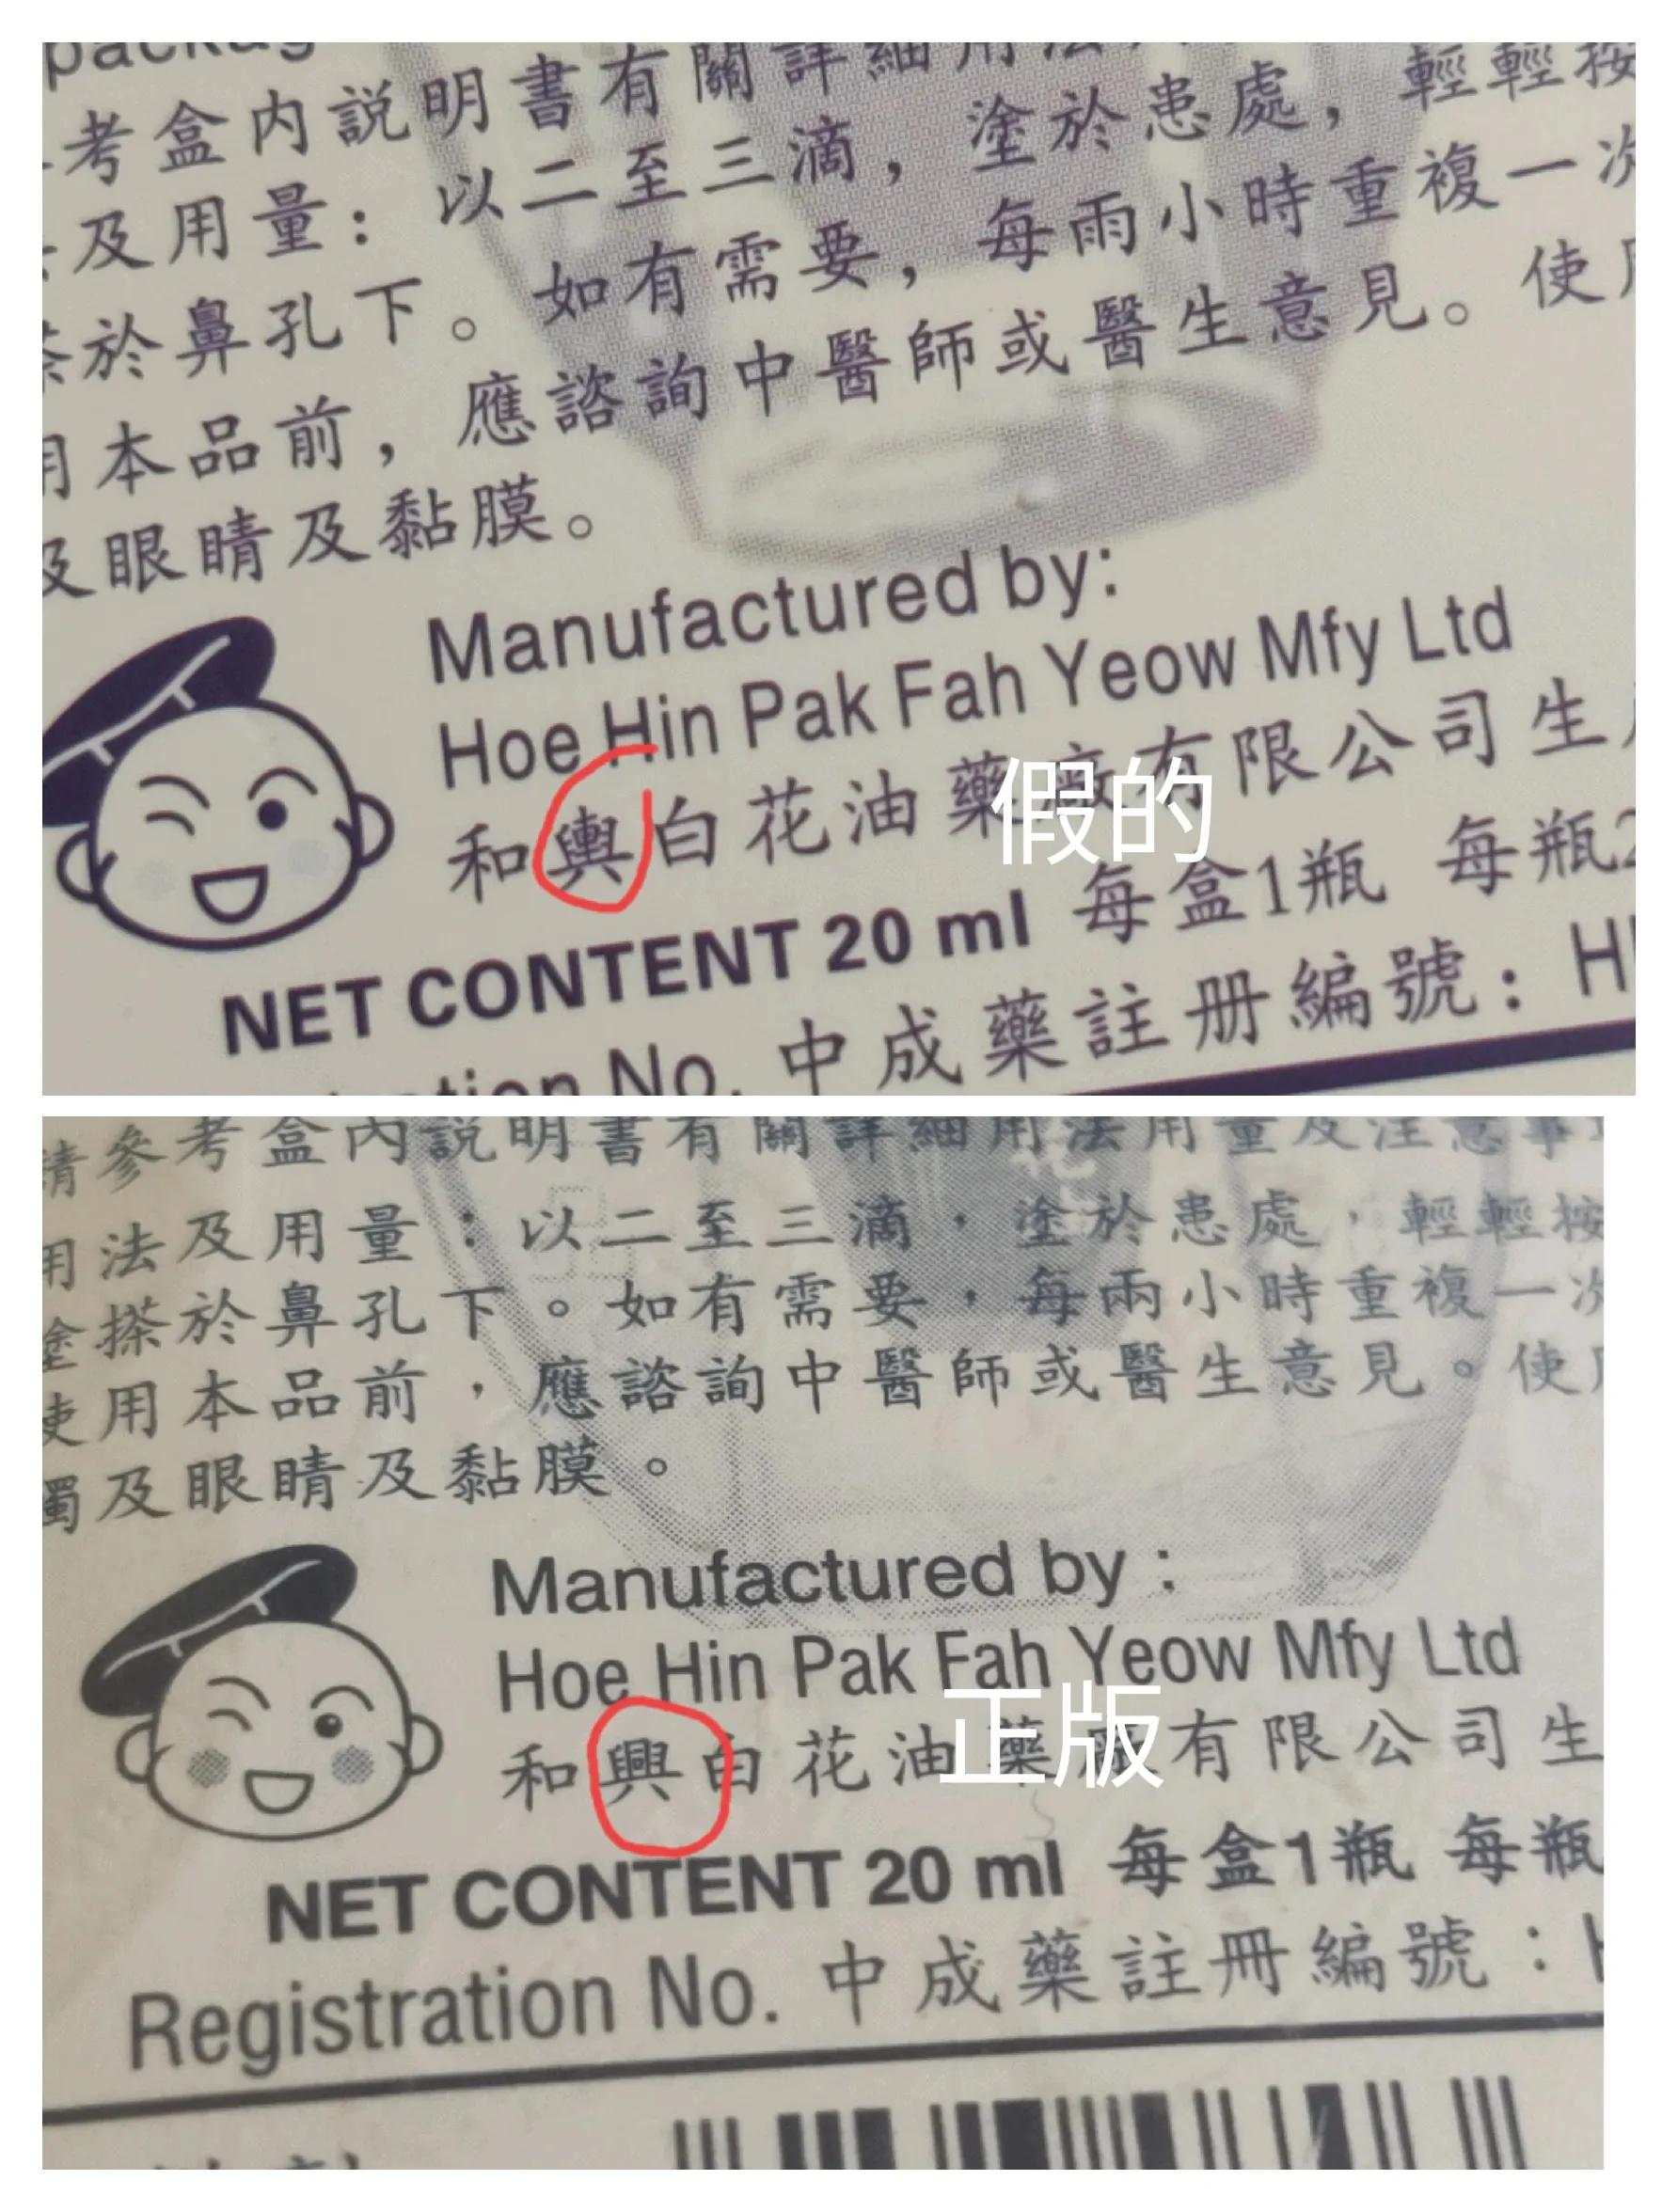 packag
考盒内説明書有關詳細用法
及用量：以二至三滴，塗於患處，輕輕按
於鼻孔下。如有需要，每雨小時重複一次
用本品前，應諮詢中醫師或醫生意見。使用
及眼睛及黏膜。
Manufactured by:
Hoe Hin Pak Fah Yeow Mfy Ltd
和輿白花油藥廠有限公司生
假的
NET CONTENT 20 ml 每盒1瓶 每瓶2
No. 中成藥註册編號：H
請參考盒內說明書有關詳細用法用量及注意事項
用法及用量：以二至三滴，塗於患處，輕輕按
塗搽於鼻孔下。如有需要，每兩小時重複一次
使用本品前，應諮詢中醫師或醫生意見。使用
觸及眼睛及黏膜。
Manufactured by :
Hoe Hin Pak Fah Yeow Mfy Ltd
和興白花油藥廠有限公司生
正版
NET CONTENT 20 ml 每盒1瓶 每瓶
Registration No. 中成藥註冊編號：H